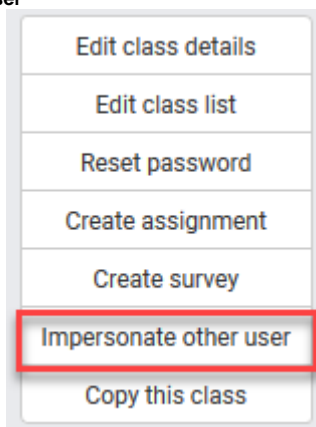 Edit class details
Edit class list
Reset password
Create assignment
Create survey
Impersonate other user
Copy this class